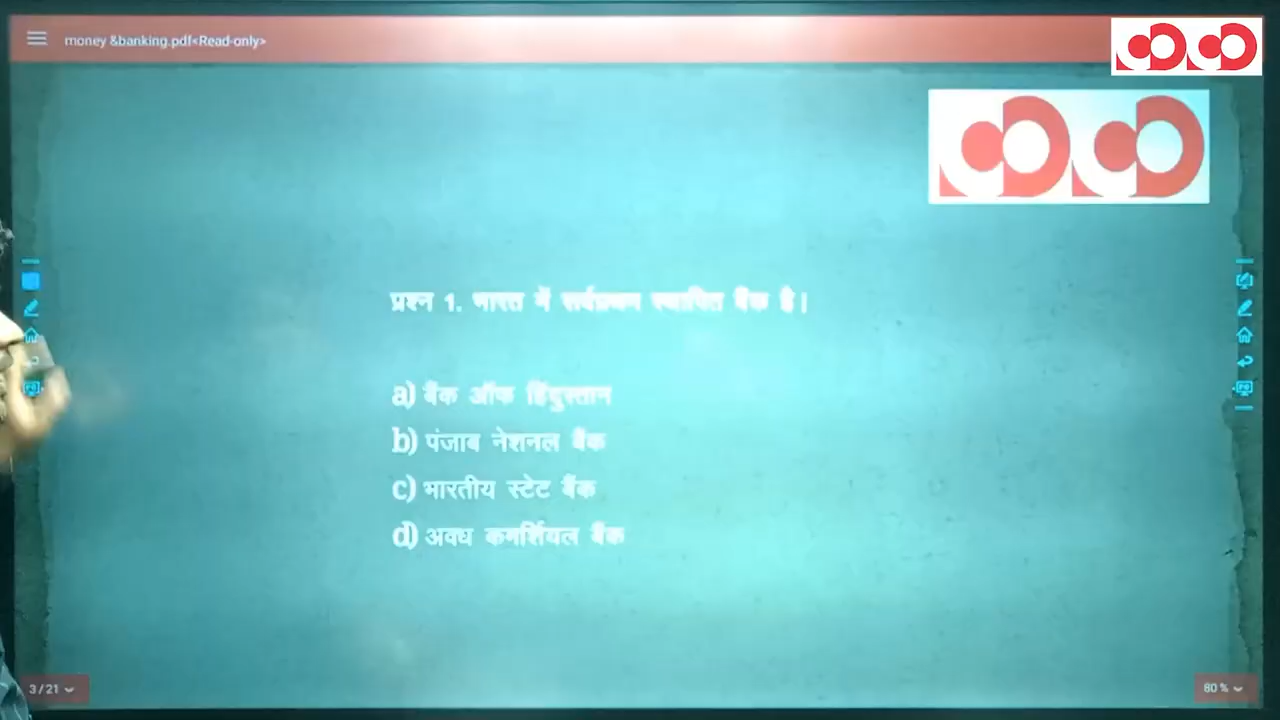 money &banking.pdf<Read-only>
प्रश्न 1. भारत में सर्वप्रथम स्थापित बैंक है।
a) बैंक ऑफ हिंदुस्तान
b) पंजाब नेशनल बैंक
c) भारतीय स्टेट बैंक
d) अवध कमर्शियल बैंक
3 / 21
80 %